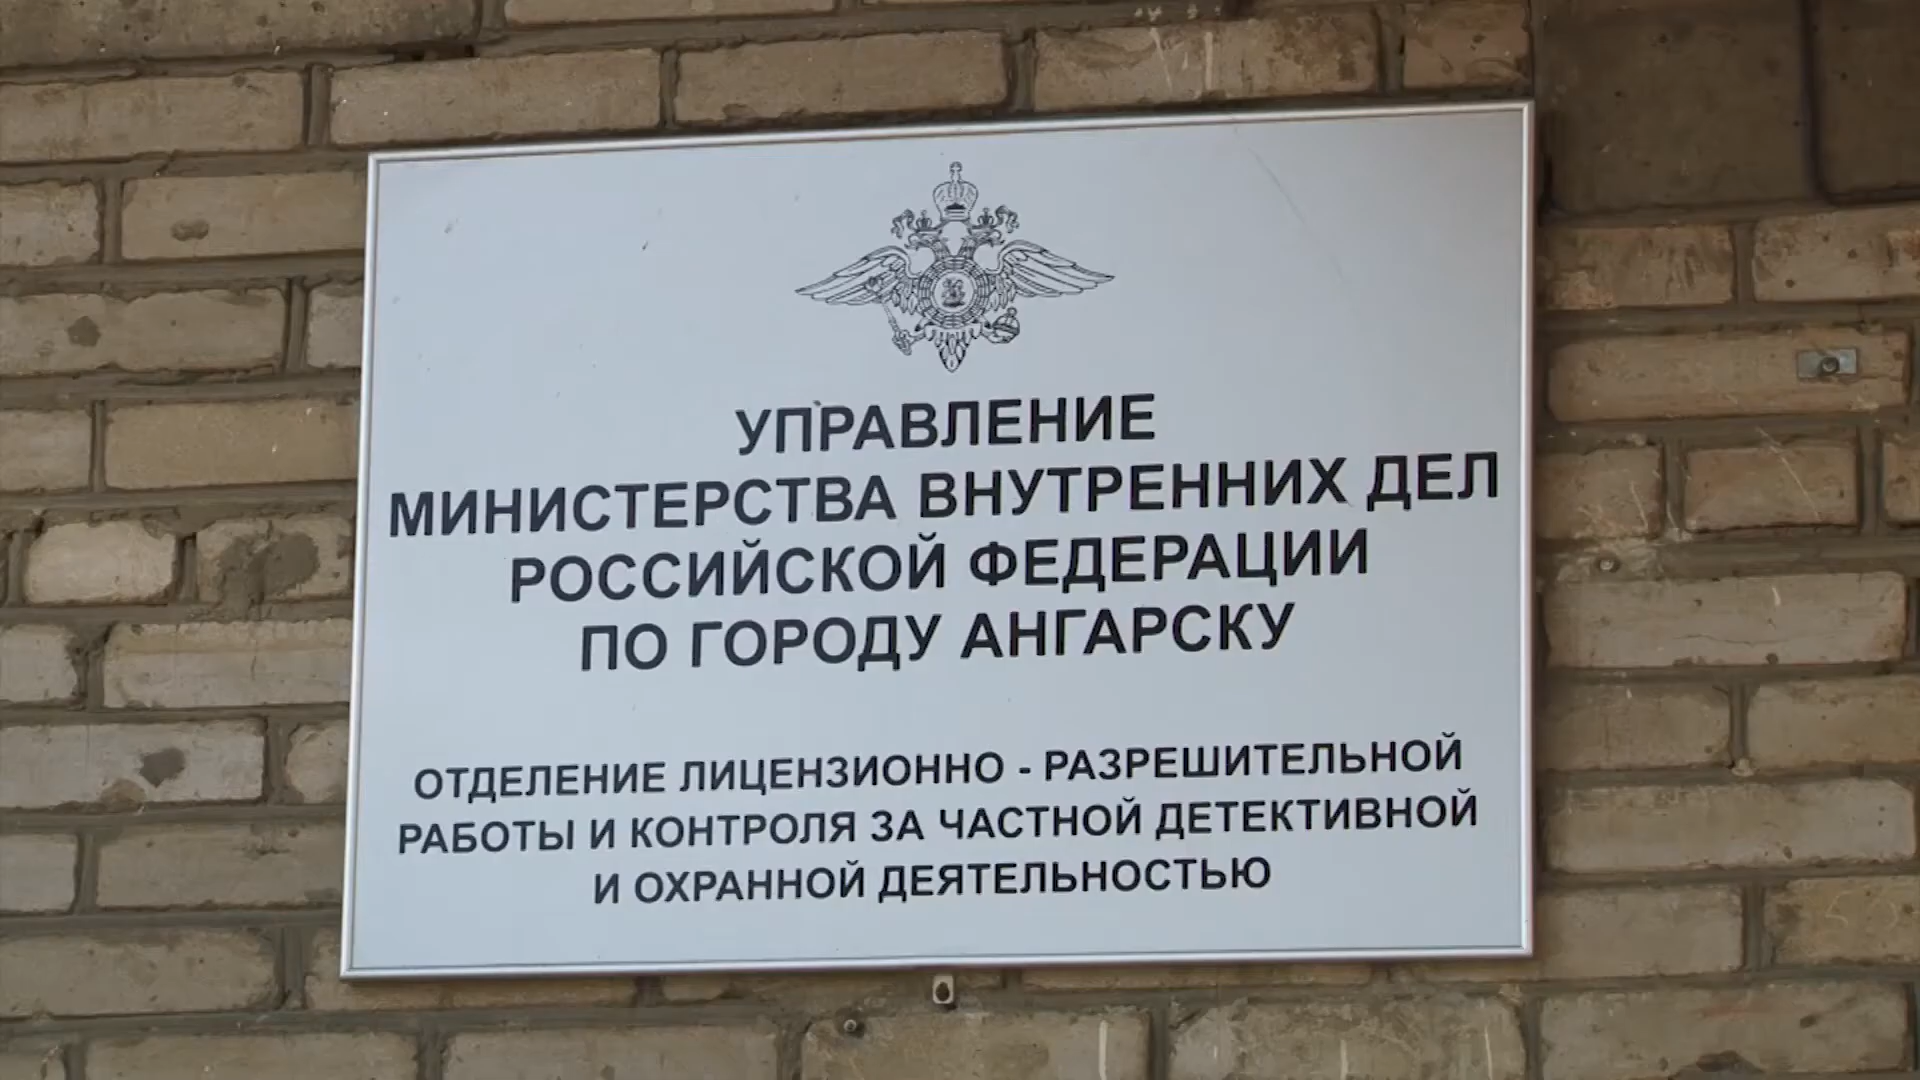 УПРАВЛЕНИЕ
МИНИСТЕРСТВА ВНУТРЕННИХ ДЕЛ
РОССИЙСКОЙ ФЕДЕРАЦИИ
ПО ГОРОДУ АНГАРСКУ
ОТДЕЛЕНИЕ ЛИЦЕНЗИОННО - РАЗРЕШИТЕЛЬНОЙ
РАБОТЫ И КОНТРОЛЯ ЗА ЧАСТНОЙ ДЕТЕКТИВНОЙ
И ОХРАННОЙ ДЕЯТЕЛЬНОСТЬЮ